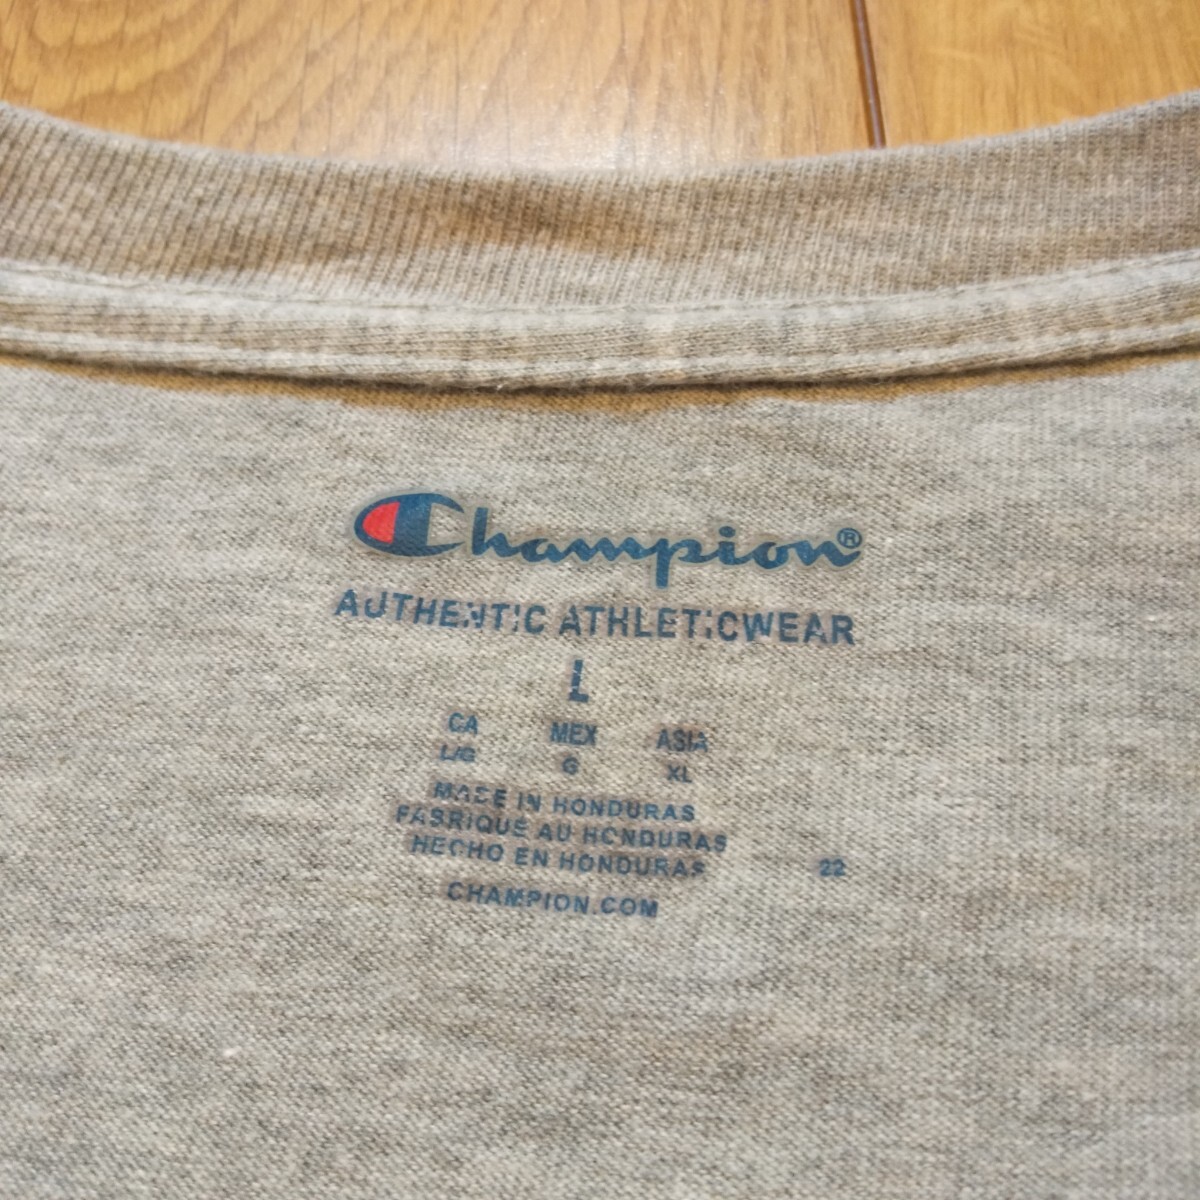 Champion®
AUTHENTIC ATHLETICWEAR
L
CA MEX ASIA
L/G G XL
MADE IN HONDURAS
FABRIQUE AU HONDURAS
HECHO EN HONDURAS 22
CHAMPION.COM